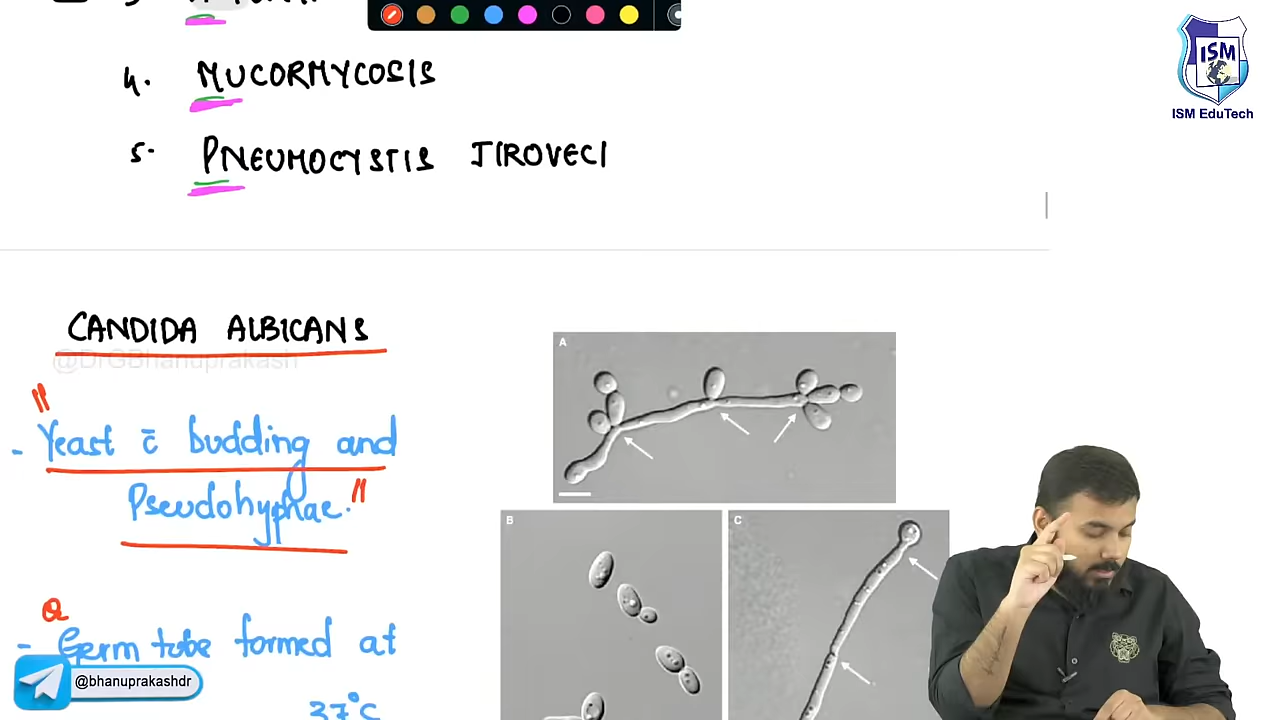 ISM
ISM EduTech
4. MUCORMYCOSIS
5. PNEUMOCYSTIS JIROVECI
CANDIDA ALBICANS
@DrGBhanuprakash
"
- Yeast c̄ budding and
Pseudohyphae."
Q
- Germ tube formed at
37°C
@bhanuprakashdr
A
B
C